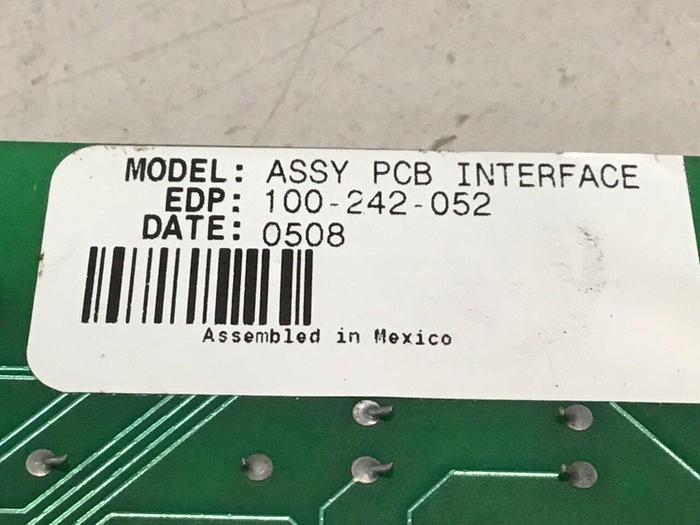 MODEL: ASSY PCB INTERFACE
EDP: 100-242-052
DATE: 0508
Assembled in Mexico